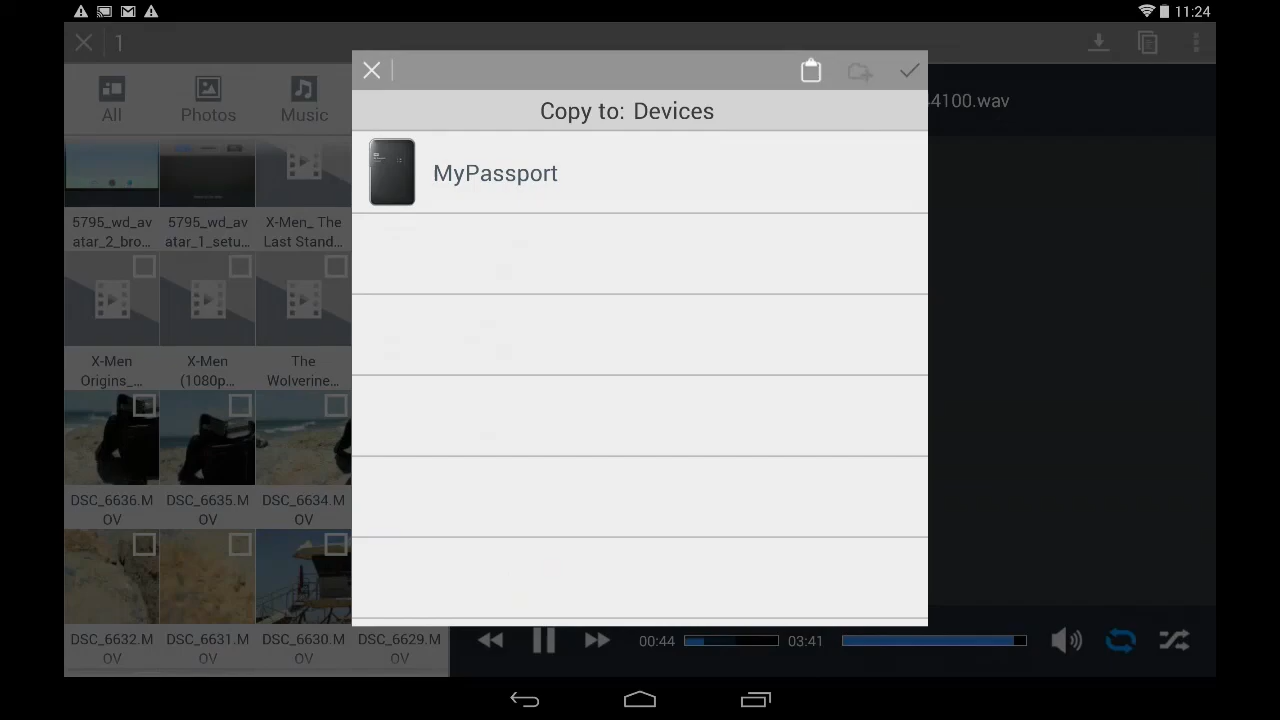 11:24
1
44100.wav
All
Photos
Music
Copy to: Devices
MyPassport
5795_wd_av
atar_2_bro...
5795_wd_av
atar_1_setu...
X-Men_ The
Last Stand...
X-Men
Origins_...
X-Men
(1080p...
The
Wolverine...
DSC_6636.M
OV
DSC_6635.M
OV
DSC_6634.M
OV
DSC_6632.M
OV
DSC_6631.M
OV
DSC_6630.M
OV
DSC_6629.M
OV
00:44
03:41